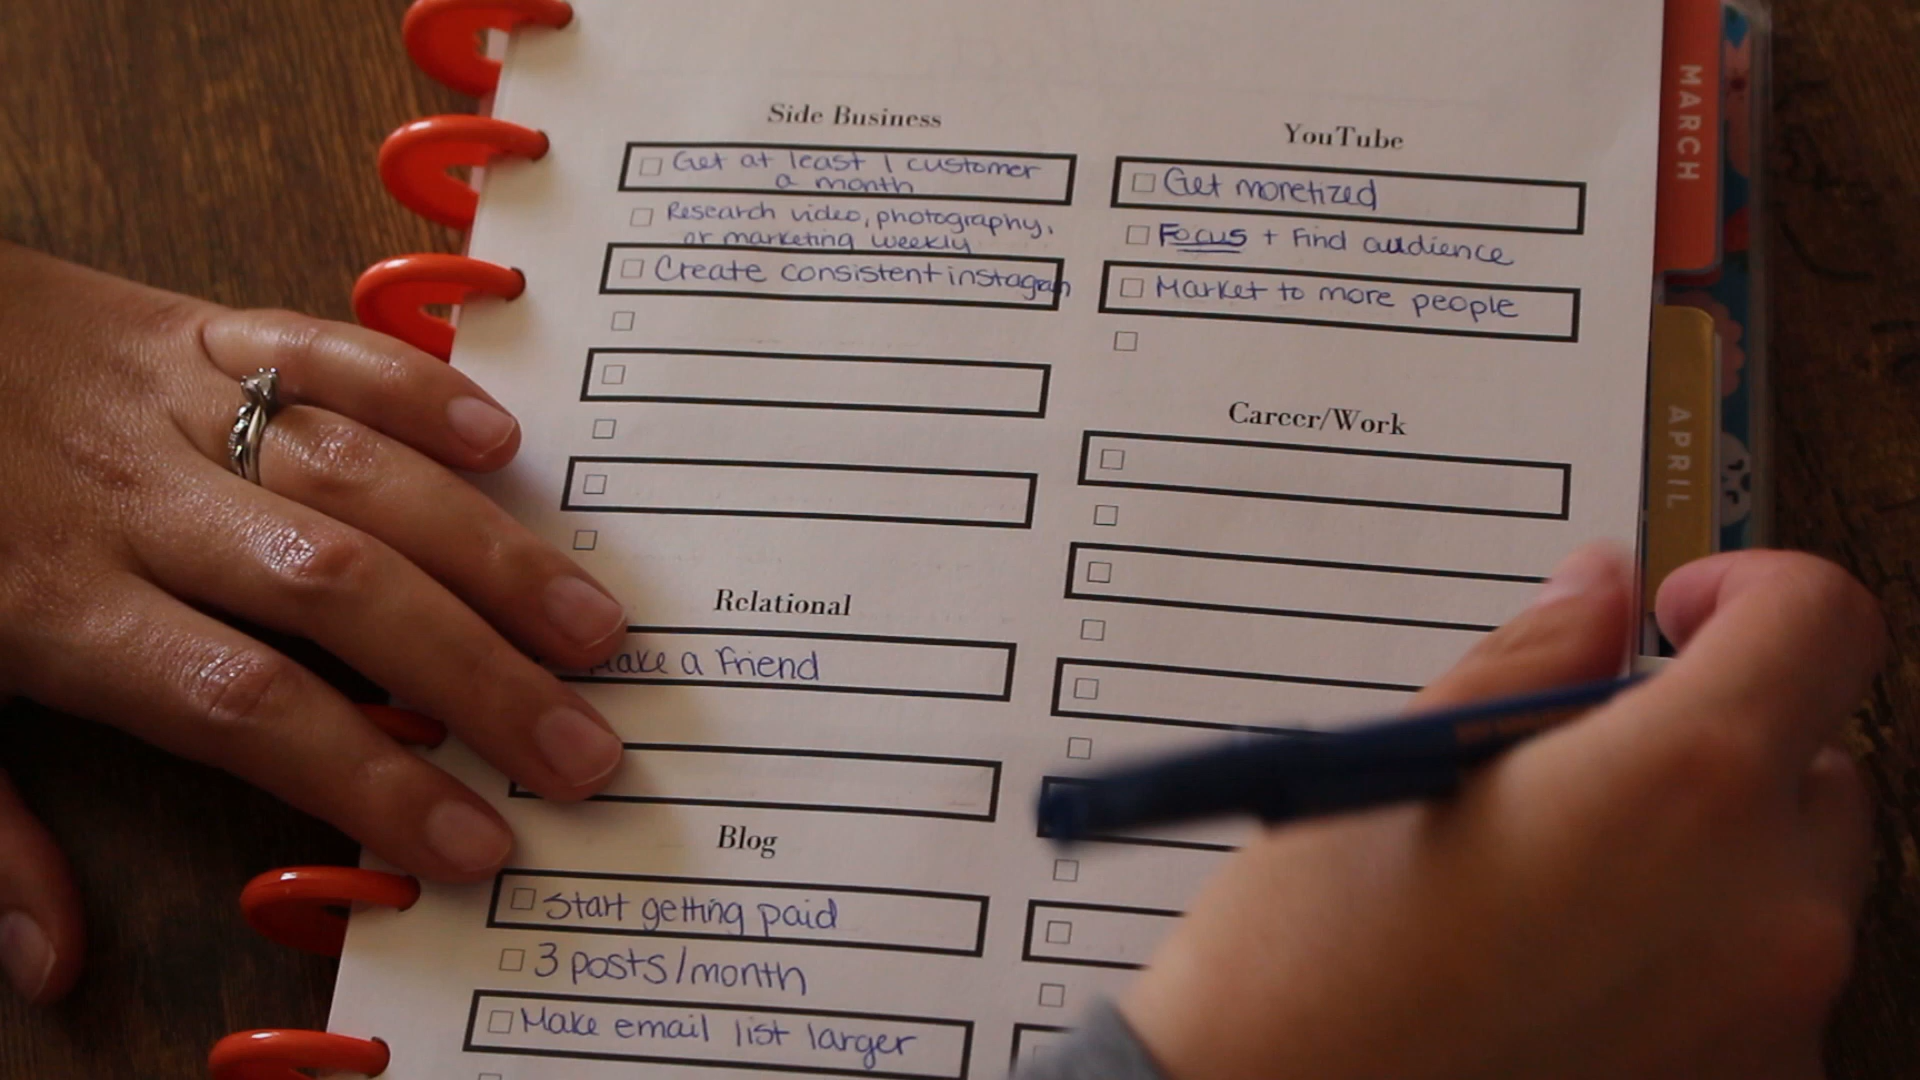 Side Business
Get at least 1 customer
a month
Research video, photography,
or marketing weekly
Create consistent instagram
Relational
Make a friend
Blog
Start getting paid
3 posts/month
Make email list larger
YouTube
Get monetized
Focus + Find audience
Market to more people
Career/Work
MARCH
APRIL